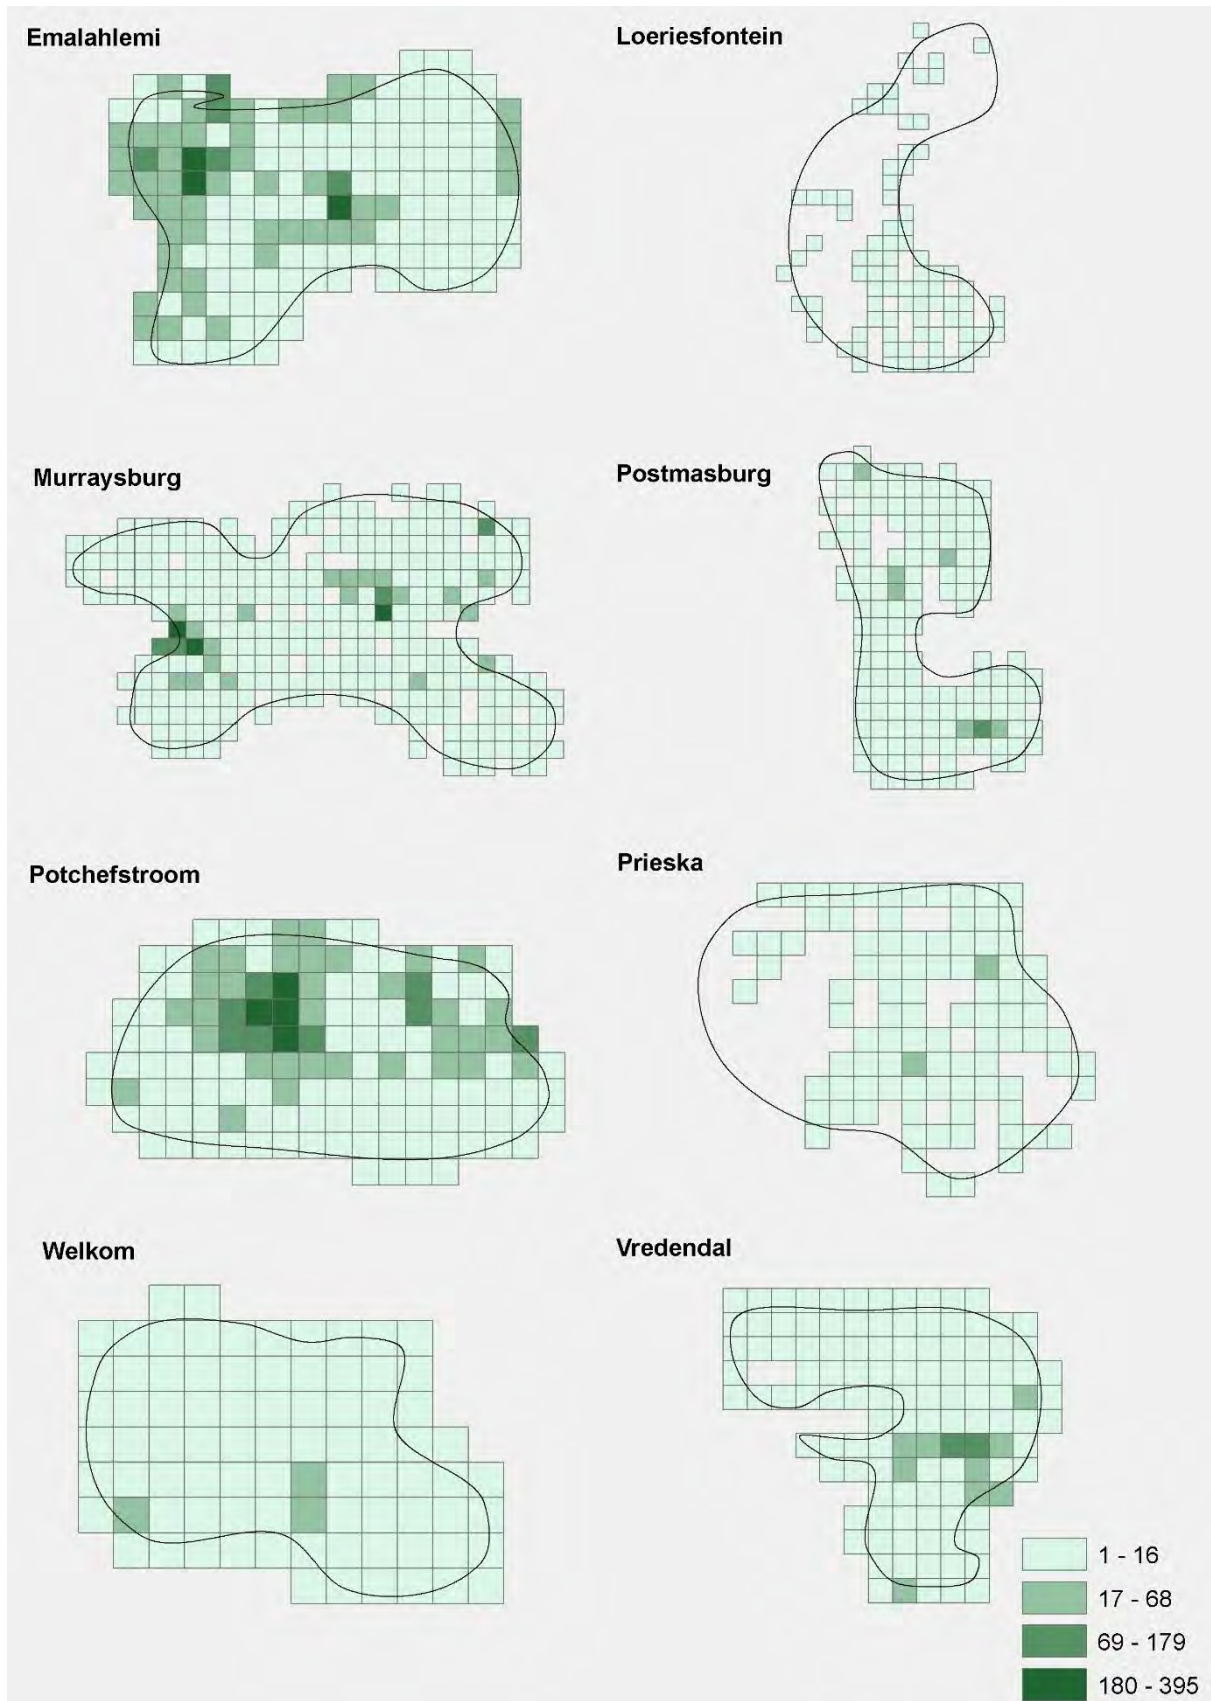 Emalahlemi
Loeriesfontein
Murraysburg
Postmasburg
Potchefstroom
Prieska
Welkom
Vredendal
1 - 16
17 - 68
69 - 179
180 - 395